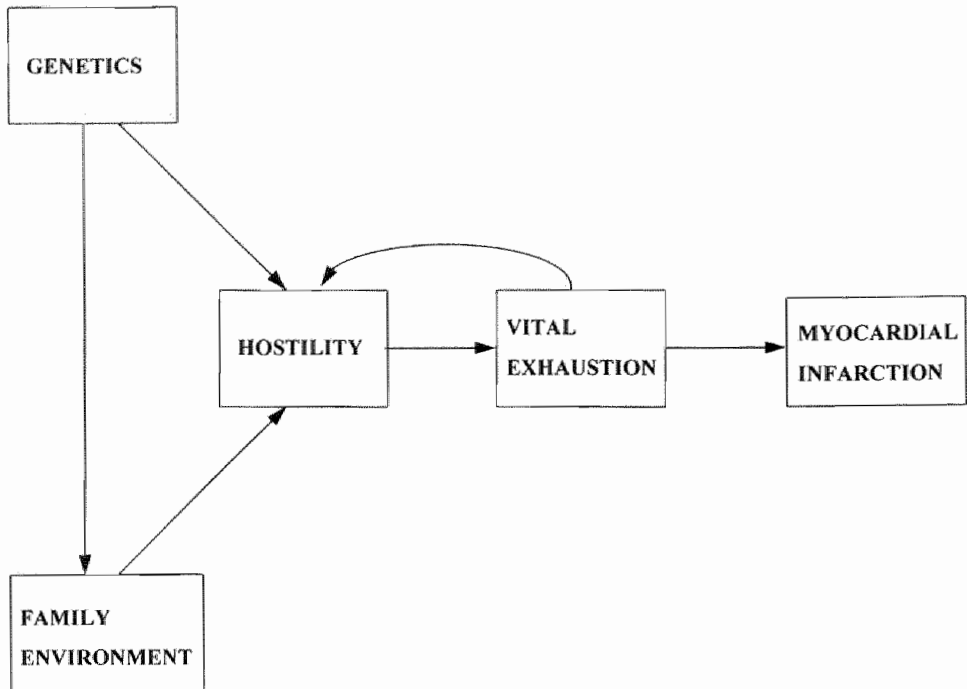 GENETICS
HOSTILITY
VITAL
EXHAUSTION
MYOCARDIAL
INFARCTION
FAMILY
ENVIRONMENT